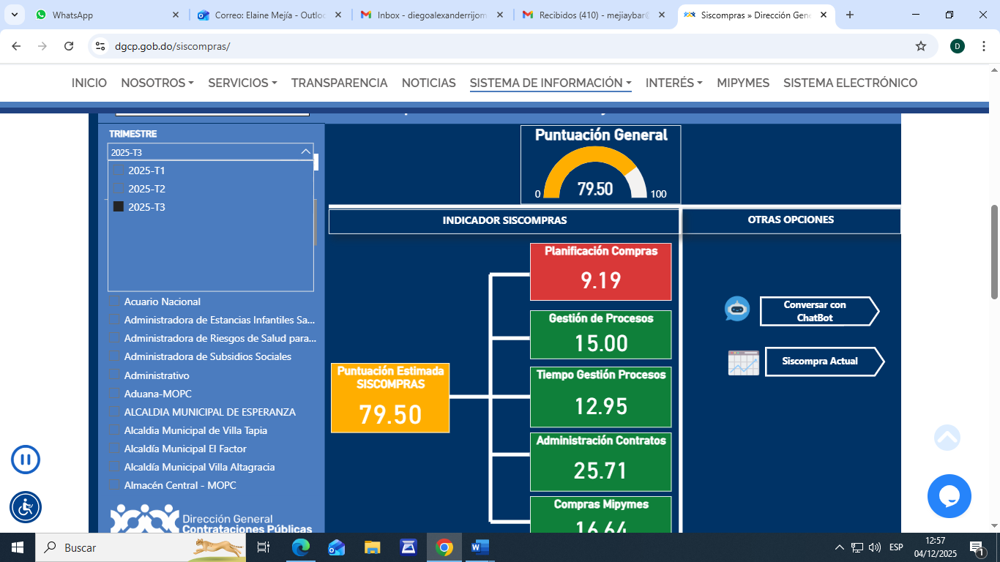 WhatsApp
Correo: Elaine Mejía - Outloo
Inbox - diegoalexanderrijom
Recibidos (410) - mejiaybar@
Siscompras » Dirección Gene
dgcp.gob.do/siscompras/
D
INICIO NOSOTROS SERVICIOS TRANSPARENCIA NOTICIAS SISTEMA DE INFORMACIÓN INTERÉS MIPYMES SISTEMA ELECTRÓNICO
TRIMESTRE
2025-T3
2025-T1
2025-T2
2025-T3
Acuario Nacional
Administradora de Estancias Infantiles Sa...
Administradora de Riesgos de Salud para...
Administradora de Subsidios Sociales
Administrativo
Aduana-MOPC
ALCALDIA MUNICIPAL DE ESPERANZA
Alcaldia Municipal de Villa Tapia
Alcaldía Municipal El Factor
Alcaldía Municipal Villa Altagracia
Almacén Central - MOPC
Dirección General
Contrataciones Públicas
Puntuación General
79.50
0
100
INDICADOR SISCOMPRAS
Puntuación Estimada
SISCOMPRAS
79.50
Planificación Compras
9.19
Gestión de Procesos
15.00
Tiempo Gestión Procesos
12.95
Administración Contratos
25.71
Compras Mipymes
16.64
OTRAS OPCIONES
Conversar con
ChatBot
Siscompra Actual
Buscar
ESP
12:57
04/12/2025
1